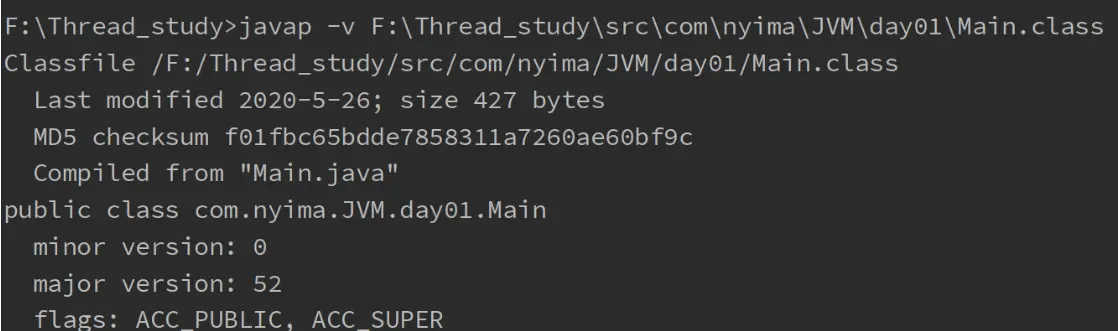 F:\Thread_study>javap -v F:\Thread_study\src\com\nyima\JVM\day01\Main.class
Classfile /F:/Thread_study/src/com/nyima/JVM/day01/Main.class
  Last modified 2020-5-26; size 427 bytes
  MD5 checksum f01fbc65bdde7858311a7260ae60bf9c
  Compiled from "Main.java"
public class com.nyima.JVM.day01.Main
  minor version: 0
  major version: 52
  flags: ACC_PUBLIC, ACC_SUPER